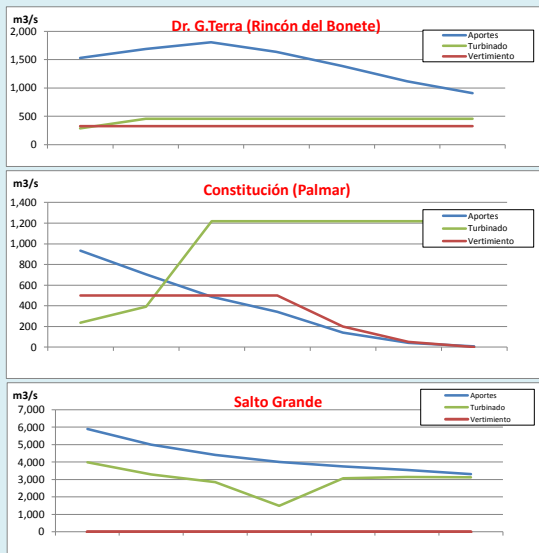 m3/s
Dr. G.Terra (Rincón del Bonete)
2,000
1,500
1,000
500
0
Aportes
Turbinado
Vertimiento
m3/s
Constitución (Palmar)
1,400
1,200
1,000
800
600
400
200
0
Aportes
Turbinado
Vertimiento
m3/s
Salto Grande
7,000
6,000
5,000
4,000
3,000
2,000
1,000
0
Aportes
Turbinado
Vertimiento